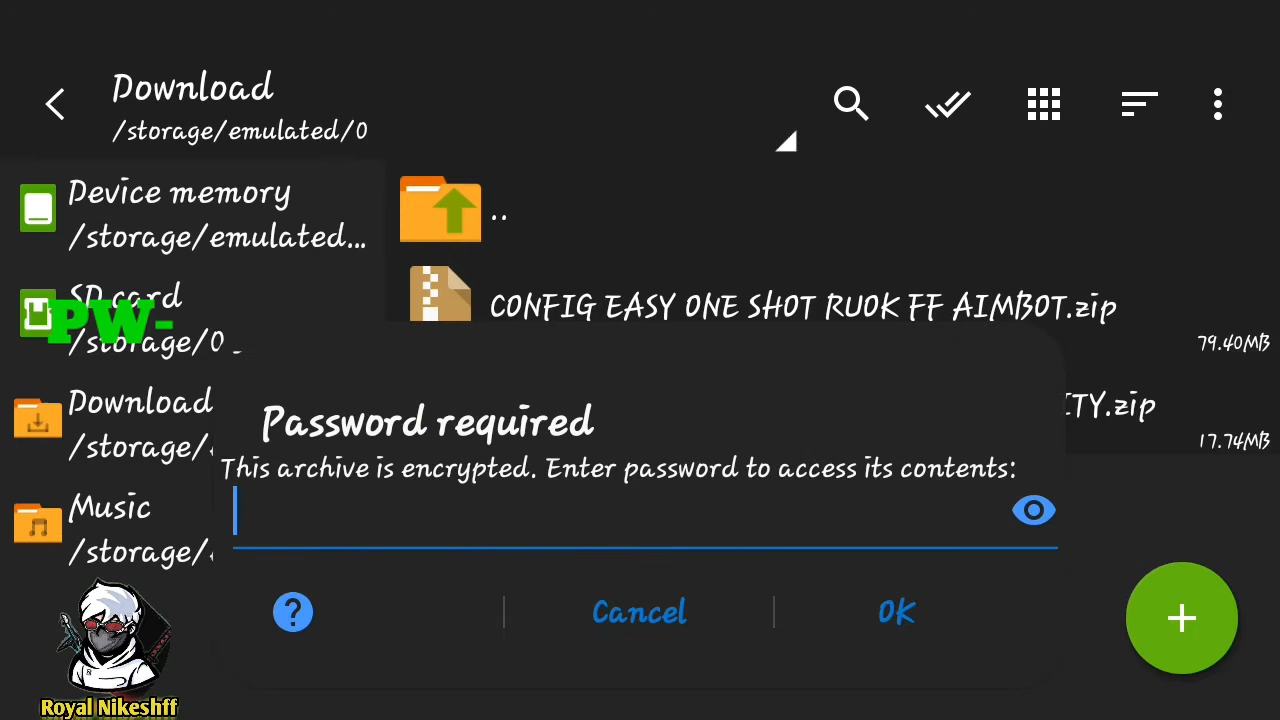 Download
/storage/emulated/0
Device memory
/storage/emulated...
..
SD card
/storage/0
PW-
CONFIG EASY ONE SHOT RUOK FF AIMBOT.zip
79.40MB
Download
/storage/
ITY.zip
17.74MB
Music
/storage/
Password required
This archive is encrypted. Enter password to access its contents:
?
Cancel
OK
+
Royal Nikeshff